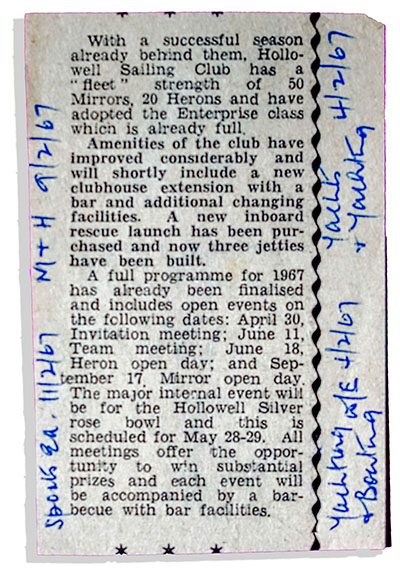 With a successful season
already behind them, Hollo-
well Sailing Club has a
"fleet" strength of 50
Mirrors, 20 Herons and have
adopted the Enterprise class
which is already full.
Amenities of the club have
improved considerably and
will shortly include a new
clubhouse extension with a
bar and additional changing
facilities. A new inboard
rescue launch has been pur-
chased and now three jetties
have been built.
A full programme for 1967
has already been finalised
and includes open events on
the following dates: April 30,
Invitation meeting; June 11,
Team meeting; June 18,
Heron open day; and Sep-
tember 17, Mirror open day.
The major internal event will
be for the Hollowell Silver
rose bowl and this is
scheduled for May 28-29. All
meetings offer the oppor-
tunity to win substantial
prizes and each event will
be accompanied by a bar-
becue with bar facilities.
11/2/67 M + H 9/2/67
Yachts 4/2/67
+ Yachting
Yachting w/e 4/2/67
+ Boating